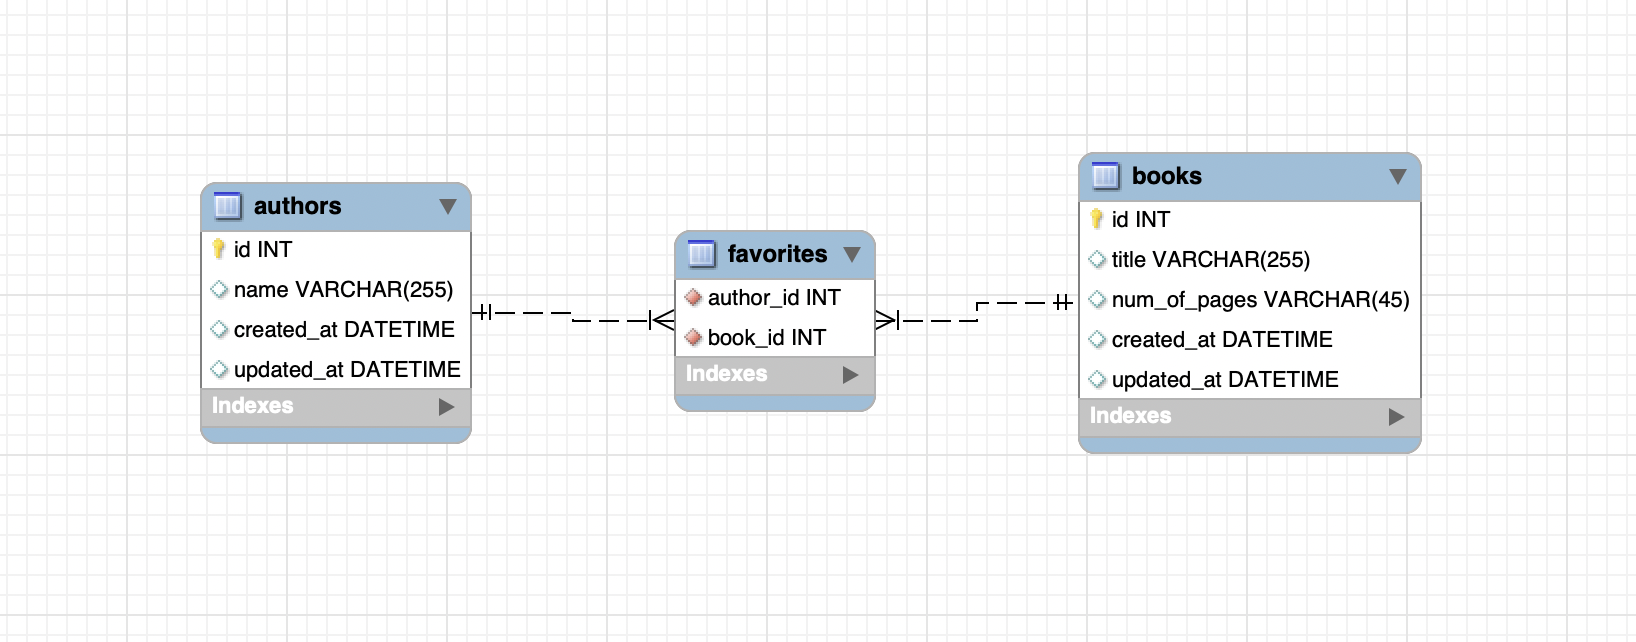 authors
id INT
name VARCHAR(255)
created_at DATETIME
updated_at DATETIME
Indexes
favorites
author_id INT
book_id INT
Indexes
books
id INT
title VARCHAR(255)
num_of_pages VARCHAR(45)
created_at DATETIME
updated_at DATETIME
Indexes